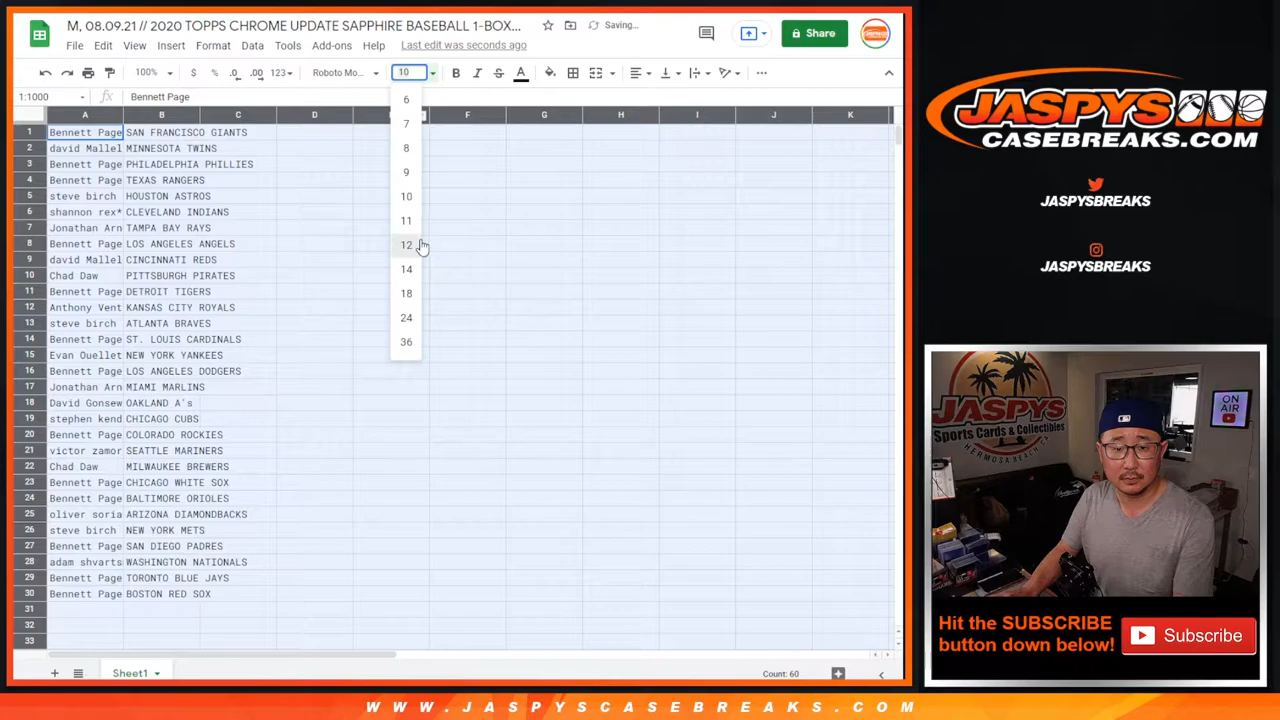 M, 08.09.21 // 2020 TOPPS CHROME UPDATE SAPPHIRE BASEBALL 1-BOX...
Saving...
File Edit View Insert Format Data Tools Add-ons Help Last edit was seconds ago
Share
100% $ % .0 .00 123 Roboto Mo... 10 B I S A
1:1000 fx Bennett Page
A B C D F G H I J K
1 Bennett Page SAN FRANCISCO GIANTS
2 david Mallel MINNESOTA TWINS
3 Bennett Page PHILADELPHIA PHILLIES
4 Bennett Page TEXAS RANGERS
5 steve birch HOUSTON ASTROS
6 shannon rex* CLEVELAND INDIANS
7 Jonathan Arn TAMPA BAY RAYS
8 Bennett Page LOS ANGELES ANGELS
9 david Mallel CINCINNATI REDS
10 Chad Daw PITTSBURGH PIRATES
11 Bennett Page DETROIT TIGERS
12 Anthony Vent KANSAS CITY ROYALS
13 steve birch ATLANTA BRAVES
14 Bennett Page ST. LOUIS CARDINALS
15 Evan Ouellet NEW YORK YANKEES
16 Bennett Page LOS ANGELES DODGERS
17 Jonathan Arn MIAMI MARLINS
18 David Gonsew OAKLAND A's
19 stephen kend CHICAGO CUBS
20 Bennett Page COLORADO ROCKIES
21 victor zamor SEATTLE MARINERS
22 Chad Daw MILWAUKEE BREWERS
23 Bennett Page CHICAGO WHITE SOX
24 Bennett Page BALTIMORE ORIOLES
25 oliver soria ARIZONA DIAMONDBACKS
26 steve birch NEW YORK METS
27 Bennett Page SAN DIEGO PADRES
28 adam shvarts WASHINGTON NATIONALS
29 Bennett Page TORONTO BLUE JAYS
30 Bennett Page BOSTON RED SOX
31
32
33
6
7
8
9
10
11
12
14
18
24
36
Sheet1
Count: 60
JASPYS
CASEBREAKS.COM
JASPYSBREAKS
JASPYSBREAKS
JASPYS
Sports Cards & Collectibles
HERMOSA BEACH CA
ON AIR
Hit the SUBSCRIBE
button down below!
Subscribe
WWW.JASPYSCASEBREAKS.COM